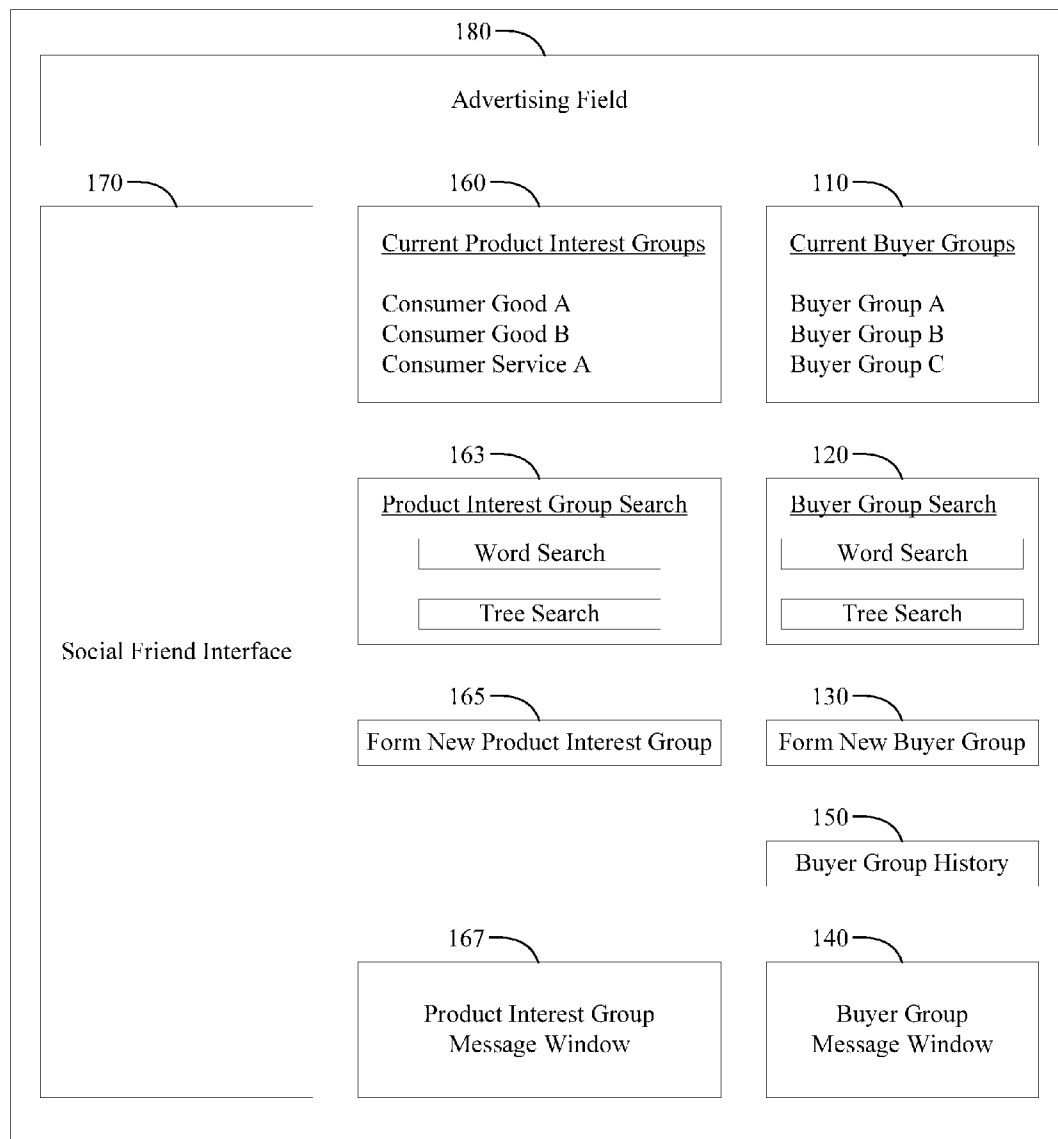 180
Advertising Field
170
160
110
Current Product Interest Groups
Consumer Good A
Consumer Good B
Consumer Service A
Current Buyer Groups
Buyer Group A
Buyer Group B
Buyer Group C
163
120
Product Interest Group Search
Word Search
Tree Search
Buyer Group Search
Word Search
Tree Search
Social Friend Interface
165
130
Form New Product Interest Group
Form New Buyer Group
150
Buyer Group History
167
140
Product Interest Group
Message Window
Buyer Group
Message Window